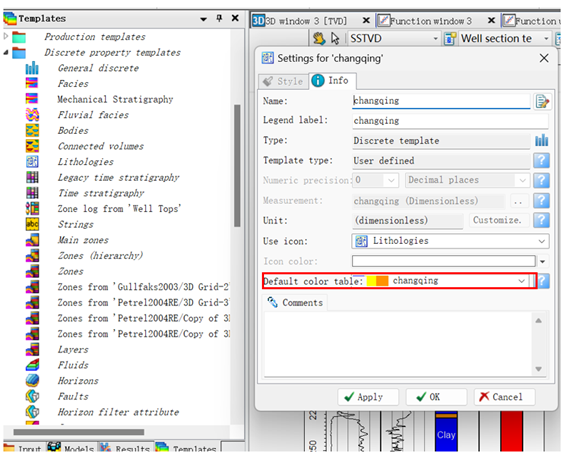 Templates
3D 3D window 3 [TVD]
Function window 3
Function
Production templates
Discrete property templates
General discrete
Facies
Mechanical Stratigraphy
Fluvial facies
Bodies
Connected volumes
Lithologies
Legacy time stratigraphy
Time stratigraphy
Zone log from 'Well Tops'
abc Strings
Main zones
Zones (hierarchy)
Zones
Zones from 'Gullfaks2003/3D Grid-2
Zones from 'Petrel2004RE/3D Grid-3
Zones from 'Petrel2004RE/Copy of 3
Zones from 'Petrel2004RE/Copy of 3
Layers
Fluids
Horizons
Faults
Horizon filter attribute
Input Models Results Templates
SSTVD
Well section te
Settings for 'changqing'
Style
Info
Name: changqing
Legend label: changqing
Type: Discrete template
Template type: User defined
Numeric precision: 0 Decimal places
Measurement: changqing (Dimensionless) ..
Unit: (dimensionless) Customize.
Use icon: Lithologies
Icon color:
Default color table: changqing
Comments
Apply
OK
Cancel
Clay